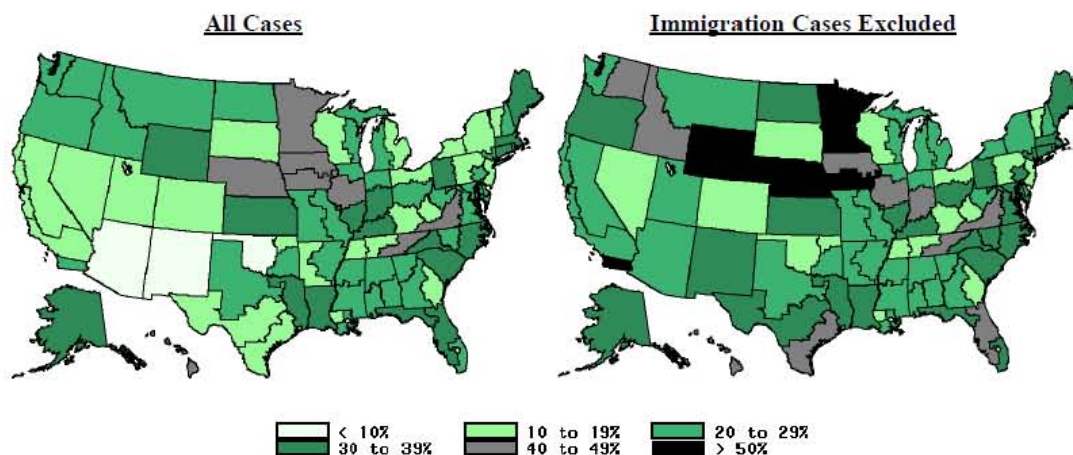 All Cases
Immigration Cases Excluded
< 10%
10 to 19%
20 to 29%
30 to 39%
40 to 49%
> 50%